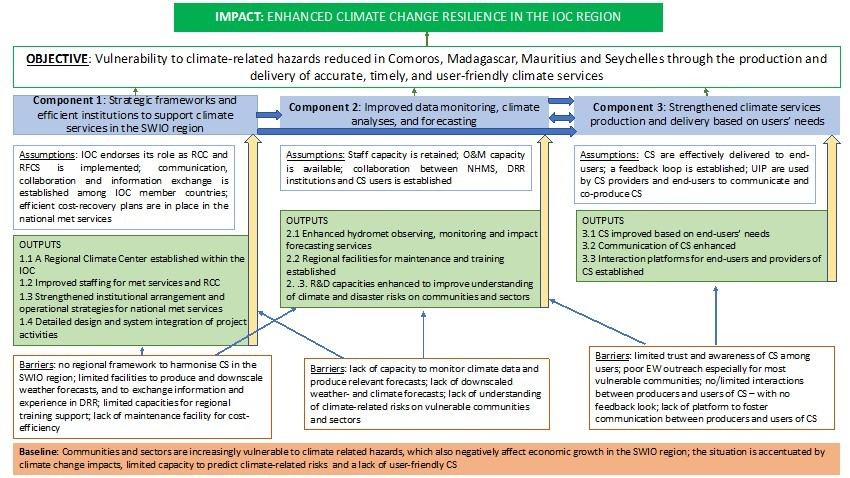 IMPACT: ENHANCED CLIMATE CHANGE RESILIENCE IN THE IOC REGION
OBJECTIVE: Vulnerability to climate-related hazards reduced in Comoros, Madagascar, Mauritius and Seychelles through the production and
delivery of accurate, timely, and user-friendly climate services
Component 1: Strategic frameworks and
efficient institutions to support climate
services in the SWIO region
Component 2: Improved data monitoring, climate
analyses, and forecasting
Component 3: Strengthened climate services
production and delivery based on users' needs
Assumptions: IOC endorses its role as RCC and
RFCS is implemented; communication,
collaboration and information exchange is
established among IOC member countries;
efficient cost-recovery plans are in place in the
national met services
Assumptions: Staff capacity is retained; O&M capacity
is available; collaboration between NHMS, DRR
institutions and CS users is established
Assumptions: CS are effectively delivered to end-
users; a feedback loop is established; UIP are
used by CS providers and end-users to communicate and
co-produce CS
OUTPUTS
1.1 A Regional Climate Center established within the
IOC
1.2 Improved staffing for met services and RCC
1.3 Strengthened institutional arrangement and
operational strategies for national met services
1.4 Detailed design and system integration of project
activities
OUTPUTS
2.1 Enhanced hydromet observing, monitoring and impact
forecasting services
2.2 Regional facilities for maintenance and training
established
2. .3. R&D capacities enhanced to improve understanding
of climate and disaster risks on communities and sectors
OUTPUTS
3.1 CS improved based on end-users' needs
3.2 Communication of CS enhanced
3.3 Interaction platforms for end-users and providers of
CS established
Barriers: no regional framework to harmonise CS in the
SWIO region; limited facilities to produce and downscale
weather forecasts, and to exchange information and
experience in DRR; limited capacities for regional
training support; lack of maintenance facility for cost-
efficiency
Barriers: lack of capacity to monitor climate data and
produce relevant forecasts; lack of downscaled
weather- and climate forecasts; lack of understanding
of climate-related risks on vulnerable communities
and sectors
Barriers: limited trust and awareness of CS among
users; poor EW outreach especially for most
vulnerable communities; no/limited interactions
between producers and users of CS – with no
feedback look; lack of platform to foster
communication between producers and users of CS
Baseline: Communities and sectors are increasingly vulnerable to climate related hazards, which also negatively affect economic growth in the SWIO region; the situation is accentuated by
climate change impacts, limited capacity to predict climate-related risks and a lack of user-friendly CS